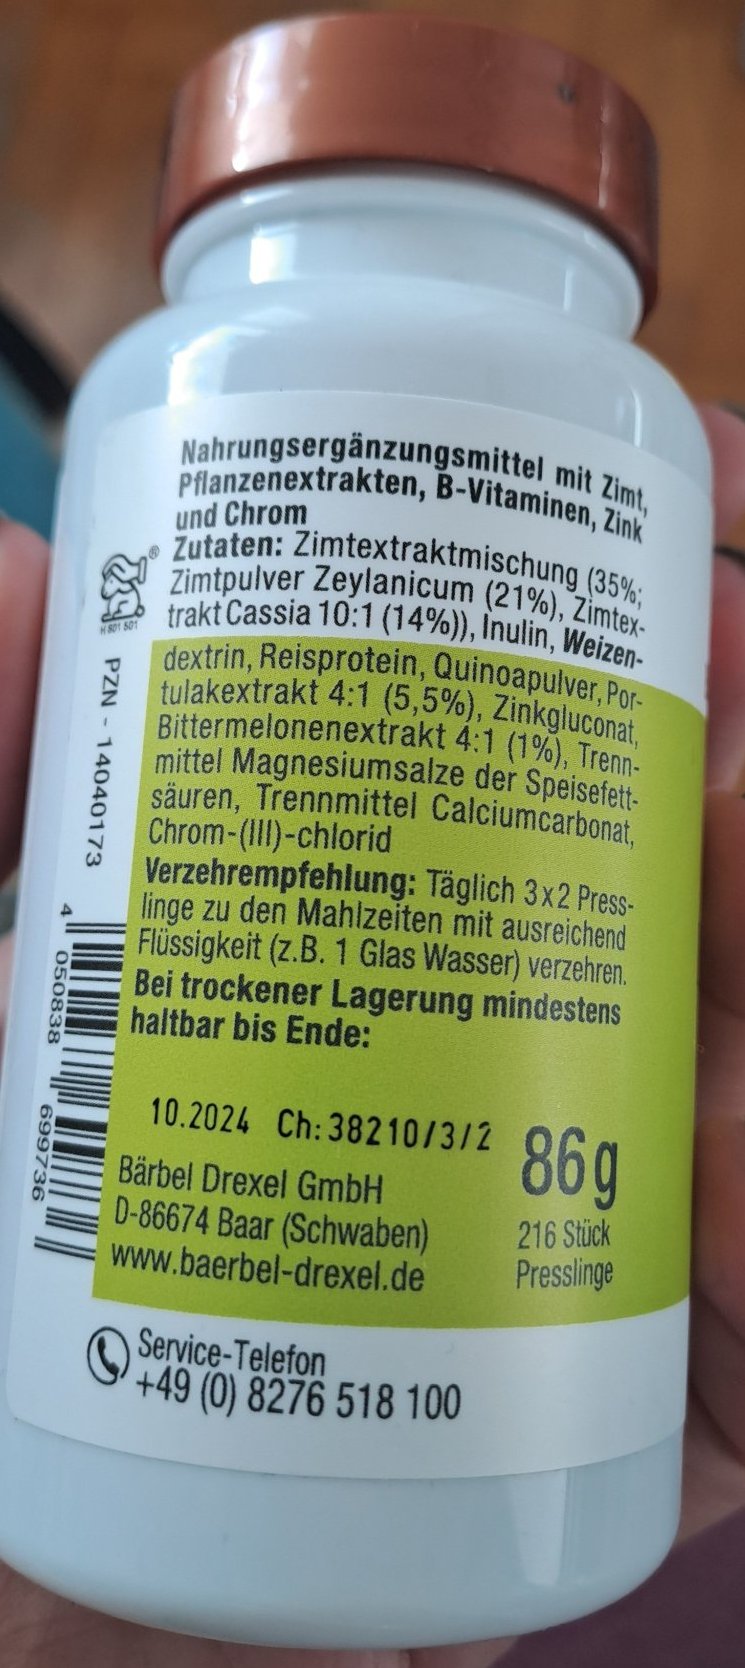 Nahrungsergänzungsmittel mit Zimt,
Pflanzenextrakten, B-Vitaminen, Zink
und Chrom
Zutaten: Zimtextraktmischung (35%;
Zimtpulver Zeylanicum (21%), Zimtex-
trakt Cassia 10:1 (14%)), Inulin, Weizen-
dextrin, Reisprotein, Quinoapulver, Por-
tulakextrakt 4:1 (5,5%), Zinkgluconat,
Bittermelonenextrakt 4:1 (1%), Trenn-
mittel Magnesiumsalze der Speisefett-
säuren, Trennmittel Calciumcarbonat,
Chrom-(III)-chlorid
Verzehrempfehlung: Täglich 3x2 Press-
linge zu den Mahlzeiten mit ausreichend
Flüssigkeit (z.B. 1 Glas Wasser) verzehren.
Bei trockener Lagerung mindestens
haltbar bis Ende:
10.2024 Ch: 38210/3/2
86g
216 Stück
Presslinge
Bärbel Drexel GmbH
D-86674 Baar (Schwaben)
www.baerbel-drexel.de
Service-Telefon
+49 (0) 8276 518 100
®
H 801 501
PZN - 14040173
4 050838 699736